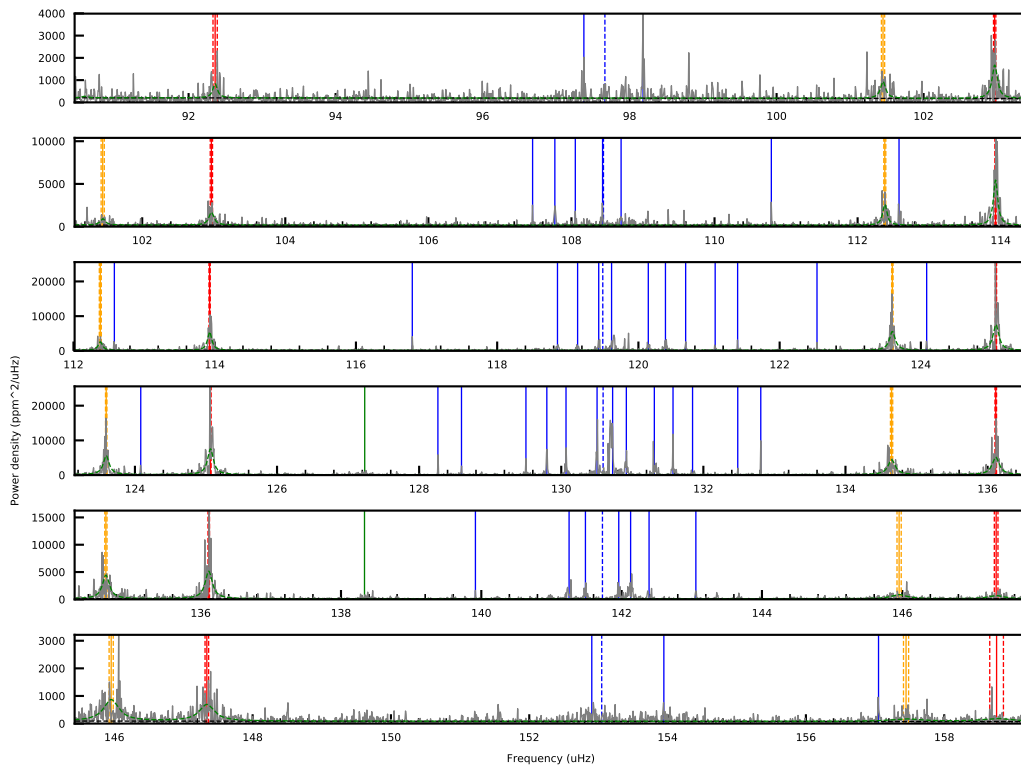 4000
3000
2000
1000
0
92 94 96 98 100 102
10000
5000
0
102 104 106 108 110 112 114
20000
10000
0
112 114 116 118 120 122 124
Power density (ppm^2/uHz)
20000
10000
0
124 126 128 130 132 134 136
15000
10000
5000
0
136 138 140 142 144 146
3000
2000
1000
0
146 148 150 152 154 156 158
Frequency (uHz)